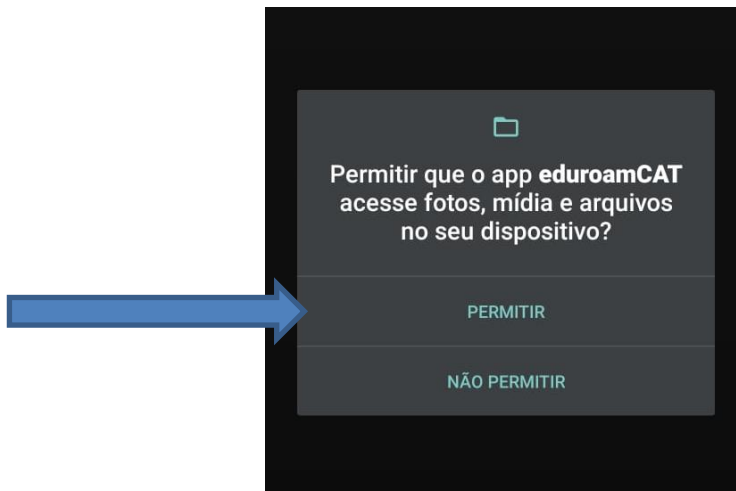 Permitir que o app eduroamCAT
acesse fotos, mídia e arquivos
no seu dispositivo?
PERMITIR
NÃO PERMITIR